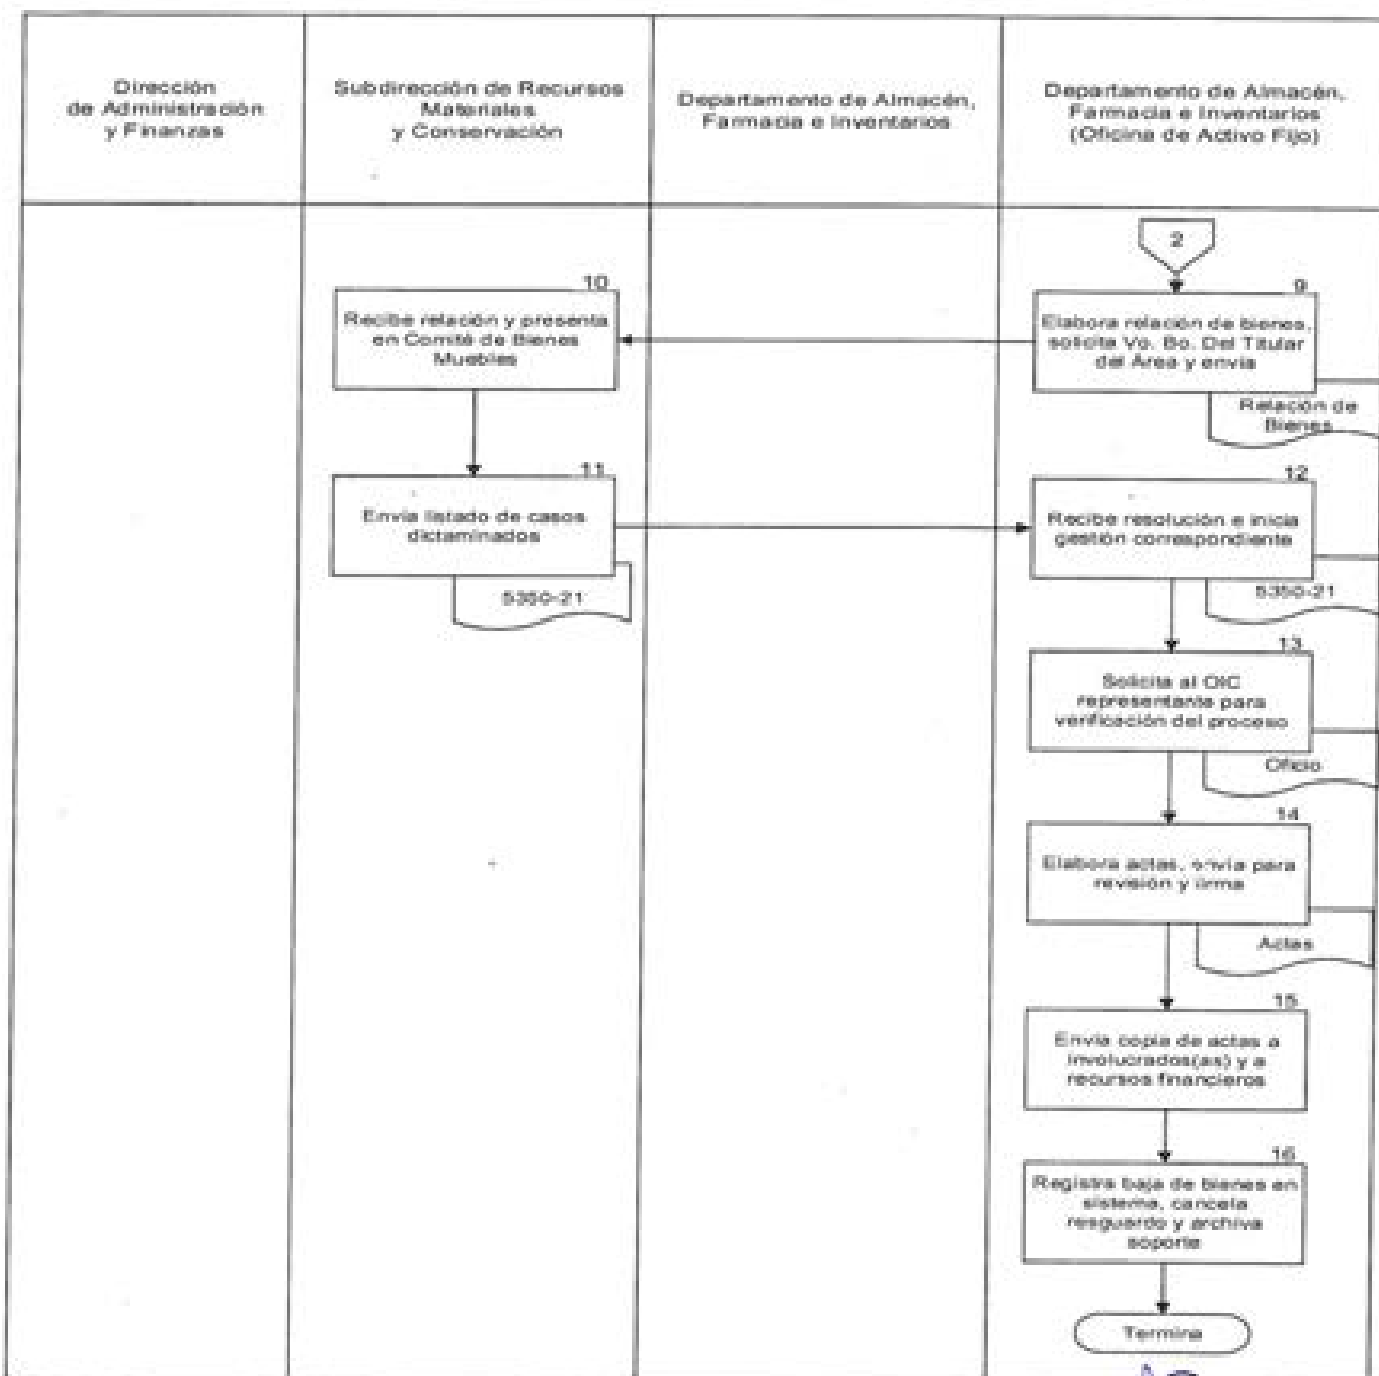 Dirección
de Administración
y Finanzas
Subdirección de Recursos
Materiales
y Conservación
Departamento de Almacén,
Farmacia e Inventarios
Departamento de Almacén,
Farmacia e Inventarios
(Oficina de Activo Fijo)
2
9
Elabora relación de bienes,
solicita Vo. Bo. Del Titular
del Área y envía
Relación de
Bienes
10
Recibe relación y presenta
en Comité de Bienes
Muebles
11
Envía listado de casos
dictaminados
5350-21
12
Recibe resolución e inicia
gestión correspondiente
5350-21
13
Solicita al OIC
representante para
verificación del proceso
Oficio
14
Elabora actas, envía para
revisión y firma
Actas
15
Envía copia de actas a
involucrados(as) y a
recursos financieros
16
Registra baja de bienes en
sistema, cancela
resguardo y archiva
soporte
Termina